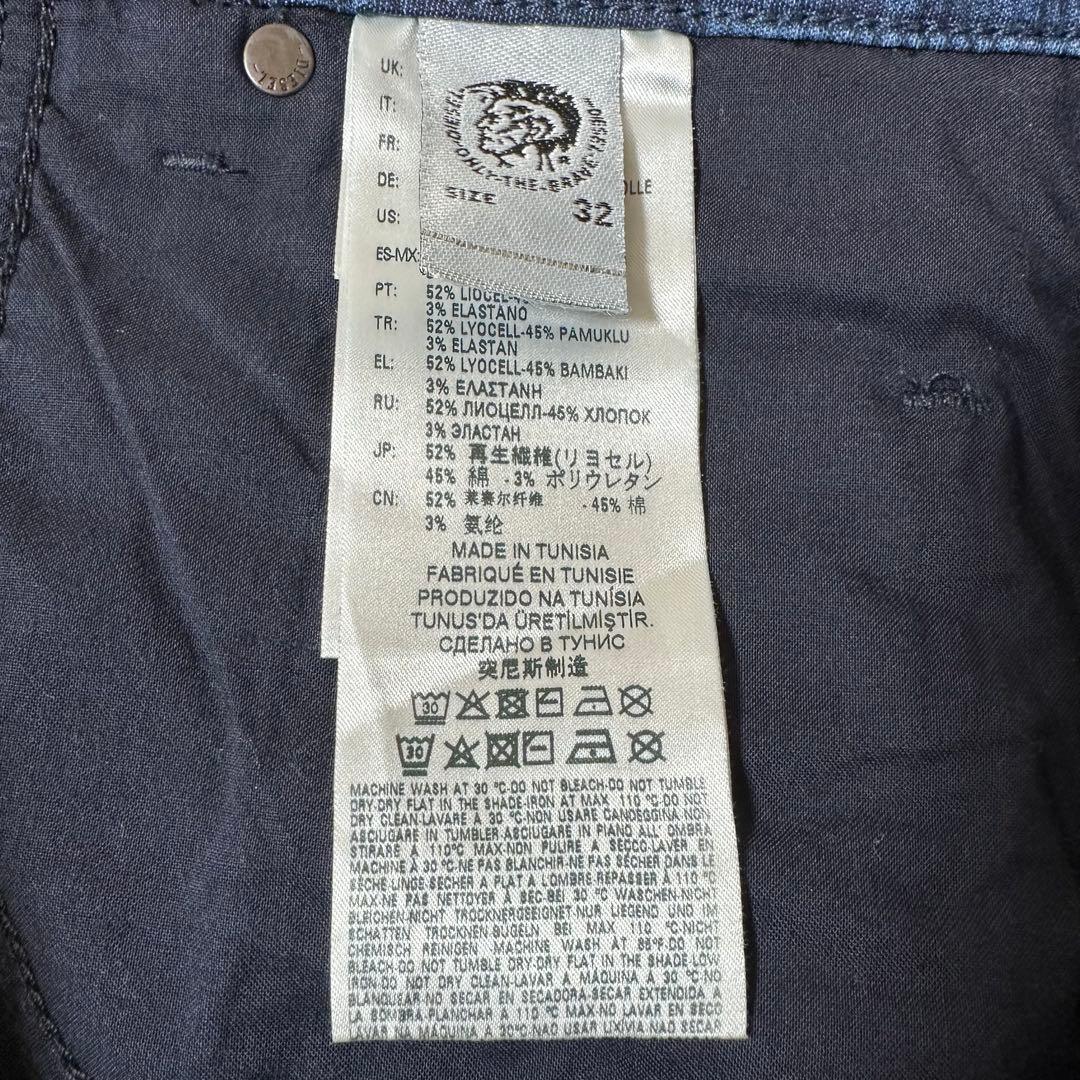 DIESEL
UK:
IT:
FR:
DE:
US:
ES-MX:
DIESEL
DIESEL
ONLY-THE-BRAVE
SIZE 32
OLLE
PT: 52% LIOCEL-45
3% ELASTANO
TR: 52% LYOCELL-45% PAMUKLU
3% ELASTAN
EL: 52% LYOCELL-45% BAMBAKI
3% ΕΛΑΣΤΑΝΗ
RU: 52% ЛИОЦЕЛЛ-45% ХЛОПОК
3% ЭЛАСТАН
JP: 52% 再生繊維(リヨセル)
45% 綿 -3% ポリウレタン
CN: 52% 莱赛尔纤维 -45% 棉
3% 氨纶
MADE IN TUNISIA
FABRIQUÉ EN TUNISIE
PRODUZIDO NA TUNÍSIA
TUNUS'DA ÜRETİLMİŞTİR.
СДЕЛАНО В ТУНИС
突尼斯制造
30
30
MACHINE WASH AT 30 °C-DO NOT BLEACH-DO NOT TUMBLE
DRY-DRY FLAT IN THE SHADE-IRON AT MAX 110 °C-DO NOT
DRY CLEAN-LAVARE A 30 °C-NON USARE CANDEGGINA NON
ASCIUGARE IN TUMBLER-ASCIUGARE IN PIANO ALL' OMBRA
STIRARE A 110°C MAX-NON PULIRE A SECCO-LAVER EN
MACHINE À 30 °C-NE PAS BLANCHIR-NE PAS SÉCHER DANS LE
SÈCHE-LINGE-SÉCHER À PLAT À L'OMBRE-REPASSER À 110 °C
MAX-NE PAS NETTOYER À SEC-BEI 30 °C WASCHEN-NICHT
BLEICHEN-NICHT TROCKNERGEEIGNET-NUR LIEGEND UND IM
SCHATTEN TROCKNEN-BÜGELN BEI MAX 110 °C-NICHT
CHEMISCH REINIGEN MACHINE WASH AT 85°F-DO NOT
BLEACH-DO NOT TUMBLE DRY-DRY FLAT IN THE SHADE-LOW
IRON-DO NOT DRY CLEAN-LAVAR A MÁQUINA A 30 °C-NO
BLANQUEAR-NO SECAR EN SECADORA-SECAR EXTENDIDA A
LA SOMBRA-PLANCHAR A 110°C MAX-NO LAVAR EN SECO
LAVAR NA MÁQUINA A 30°C-NÃO USAR LIXÍVIA-NÃO SECAR